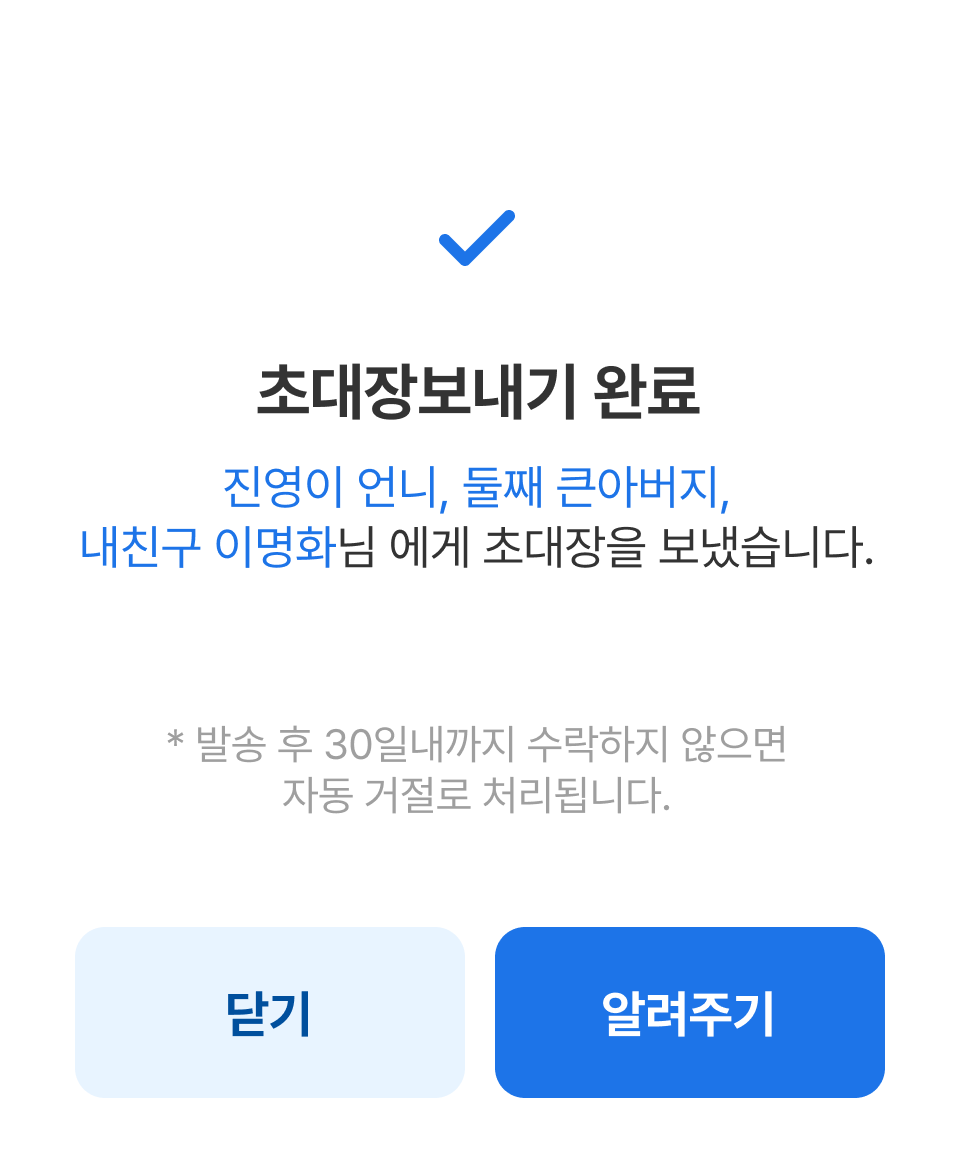 초대장보내기 완료
진영이 언니, 둘째 큰아버지,
내친구 이명화님 에게 초대장을 보냈습니다.
* 발송 후 30일내까지 수락하지 않으면
자동 거절로 처리됩니다.
닫기
알려주기